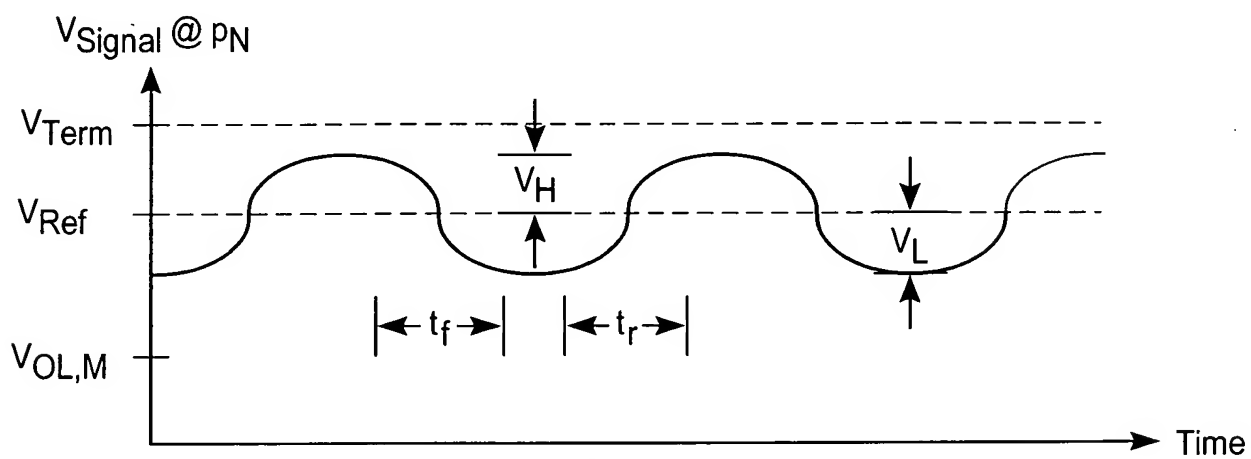 VSignal @ pN
VTerm
VH
VRef
VL
tf
tr
VOL,M
Time